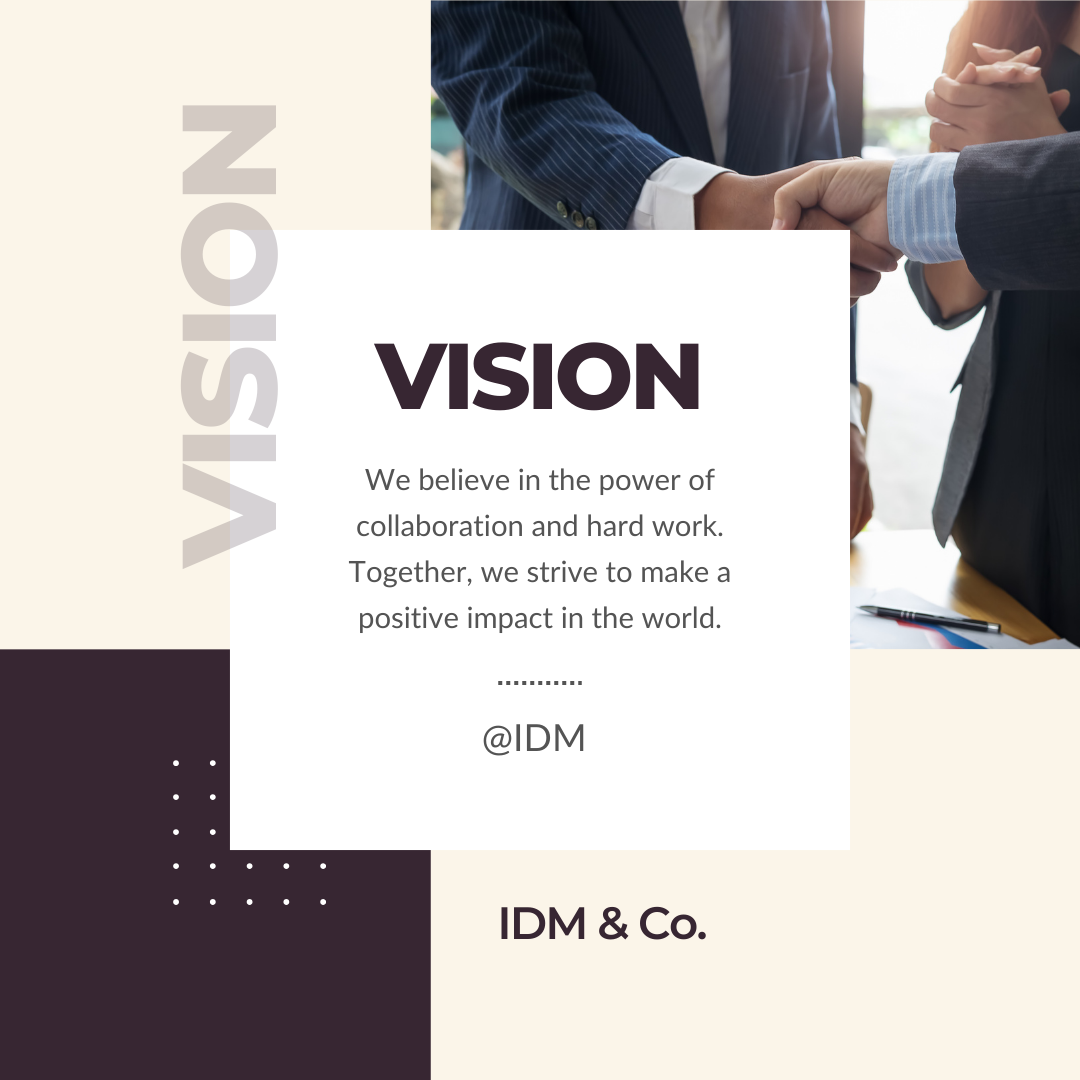 VISION
VISION
We believe in the power of
collaboration and hard work.
Together, we strive to make a
positive impact in the world.
...........
@IDM
IDM & Co.